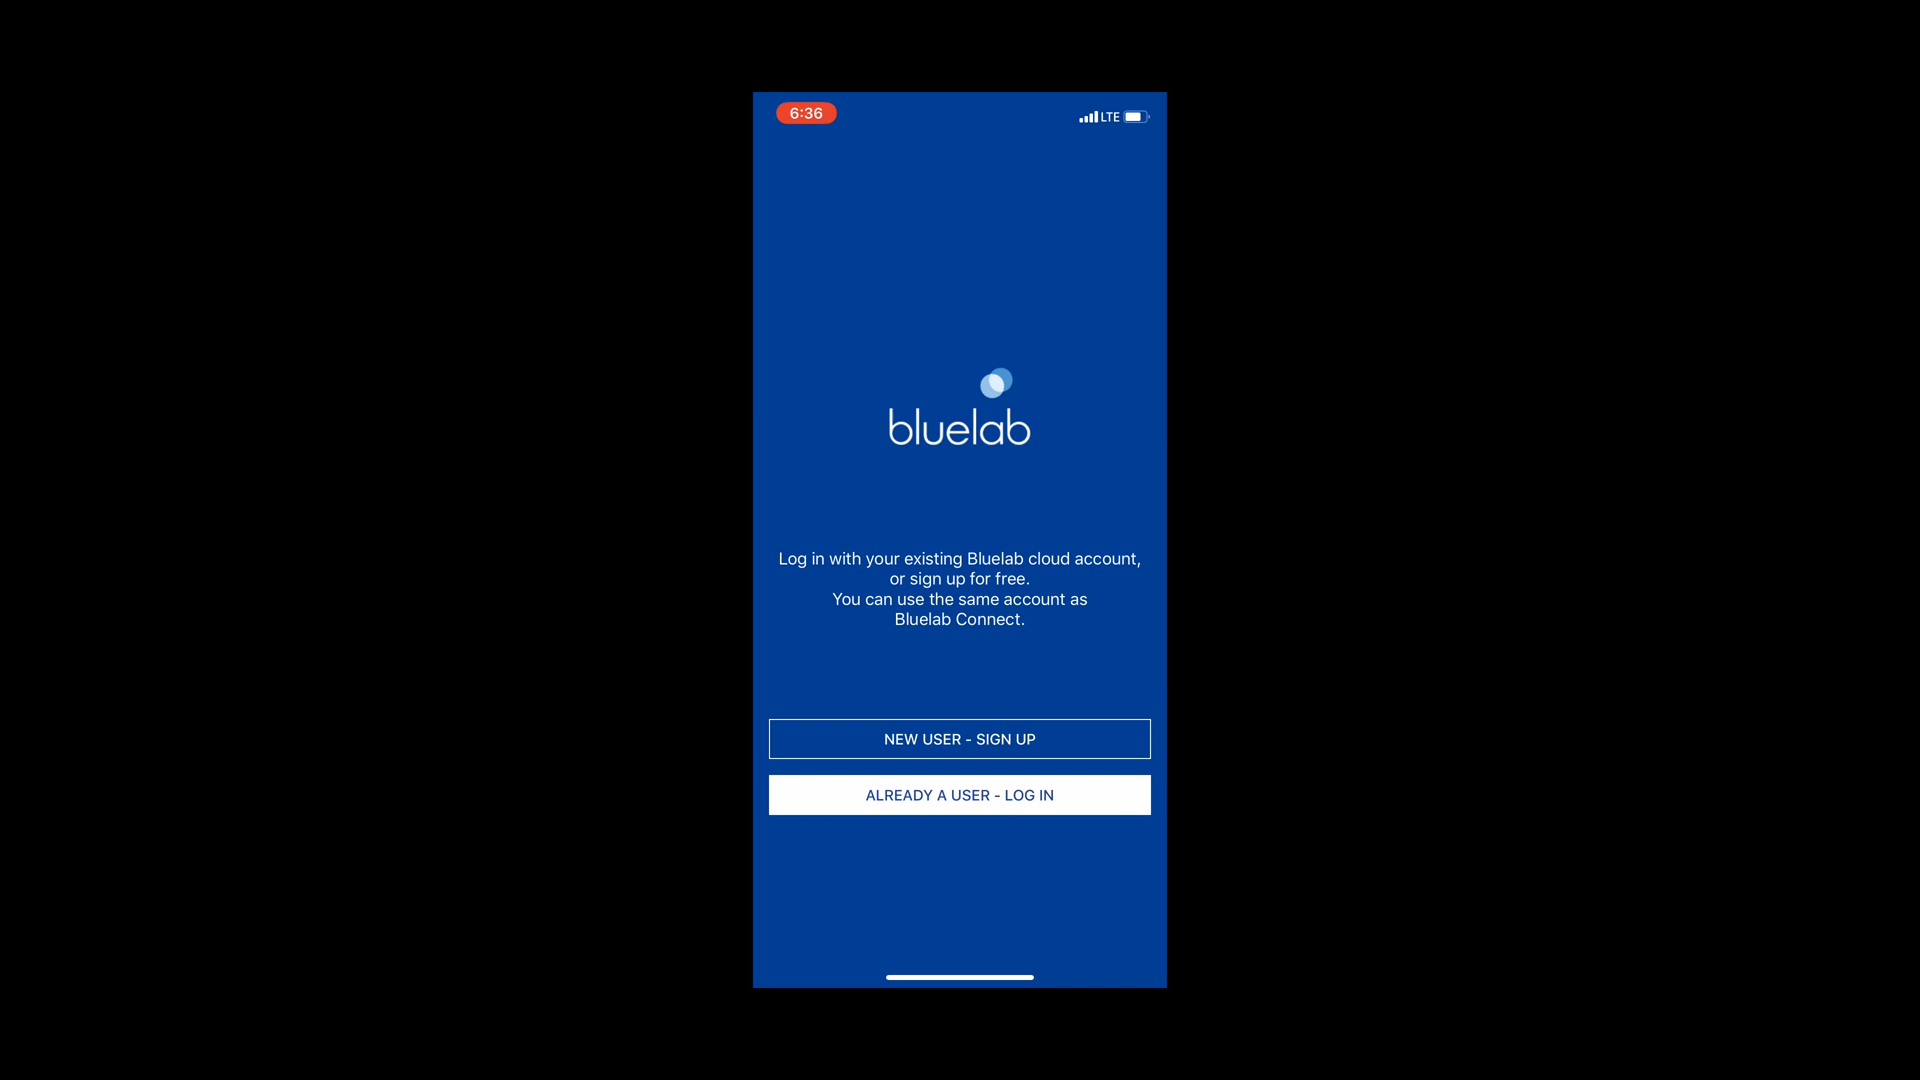 6:36
LTE
bluelab
Log in with your existing Bluelab cloud account,
or sign up for free.
You can use the same account as
Bluelab Connect.
NEW USER - SIGN UP
ALREADY A USER - LOG IN